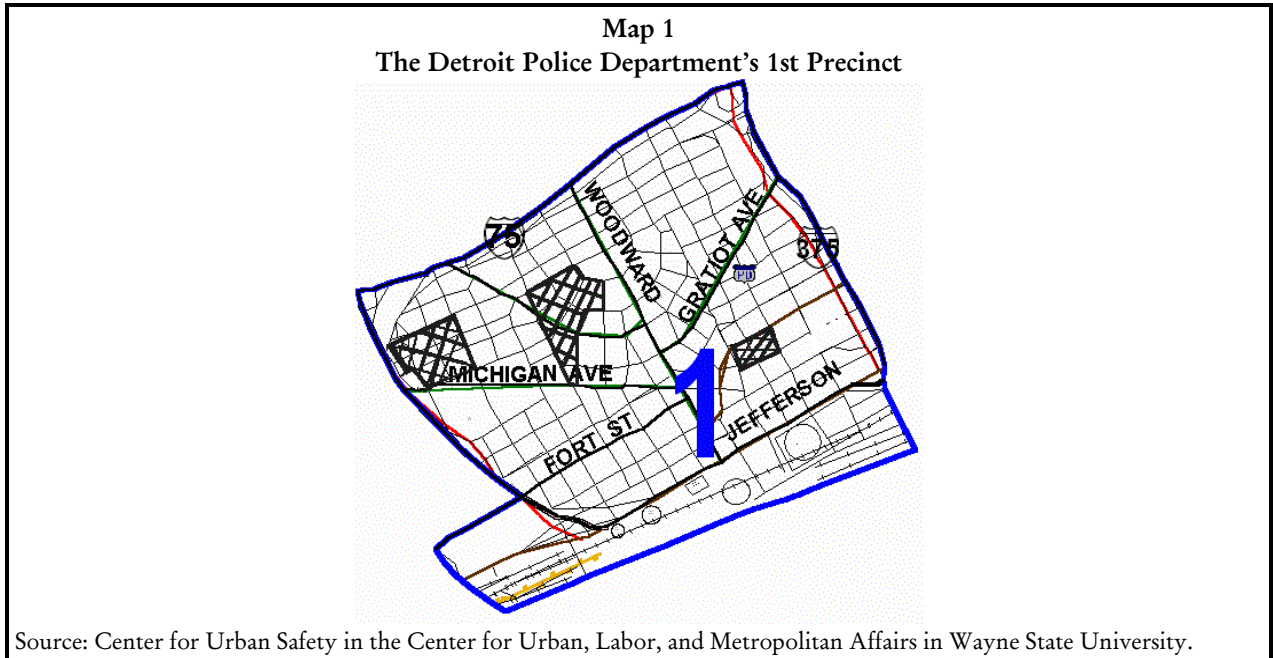 Map 1
The Detroit Police Department's 1st Precinct
WOODWARD
GRATIOT AVE
75
375
PD
MICHIGAN AVE
1
JEFFERSON
FORT ST
Source: Center for Urban Safety in the Center for Urban, Labor, and Metropolitan Affairs in Wayne State University.